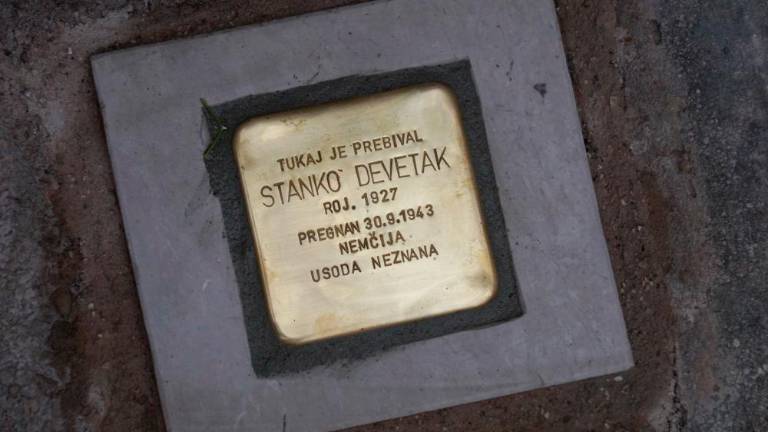 TUKAJ JE PREBIVAL
STANKO DEVETAK
ROJ. 1927
PREGNAN 30.9.1943
NEMČIJA
USODA NEZNANA